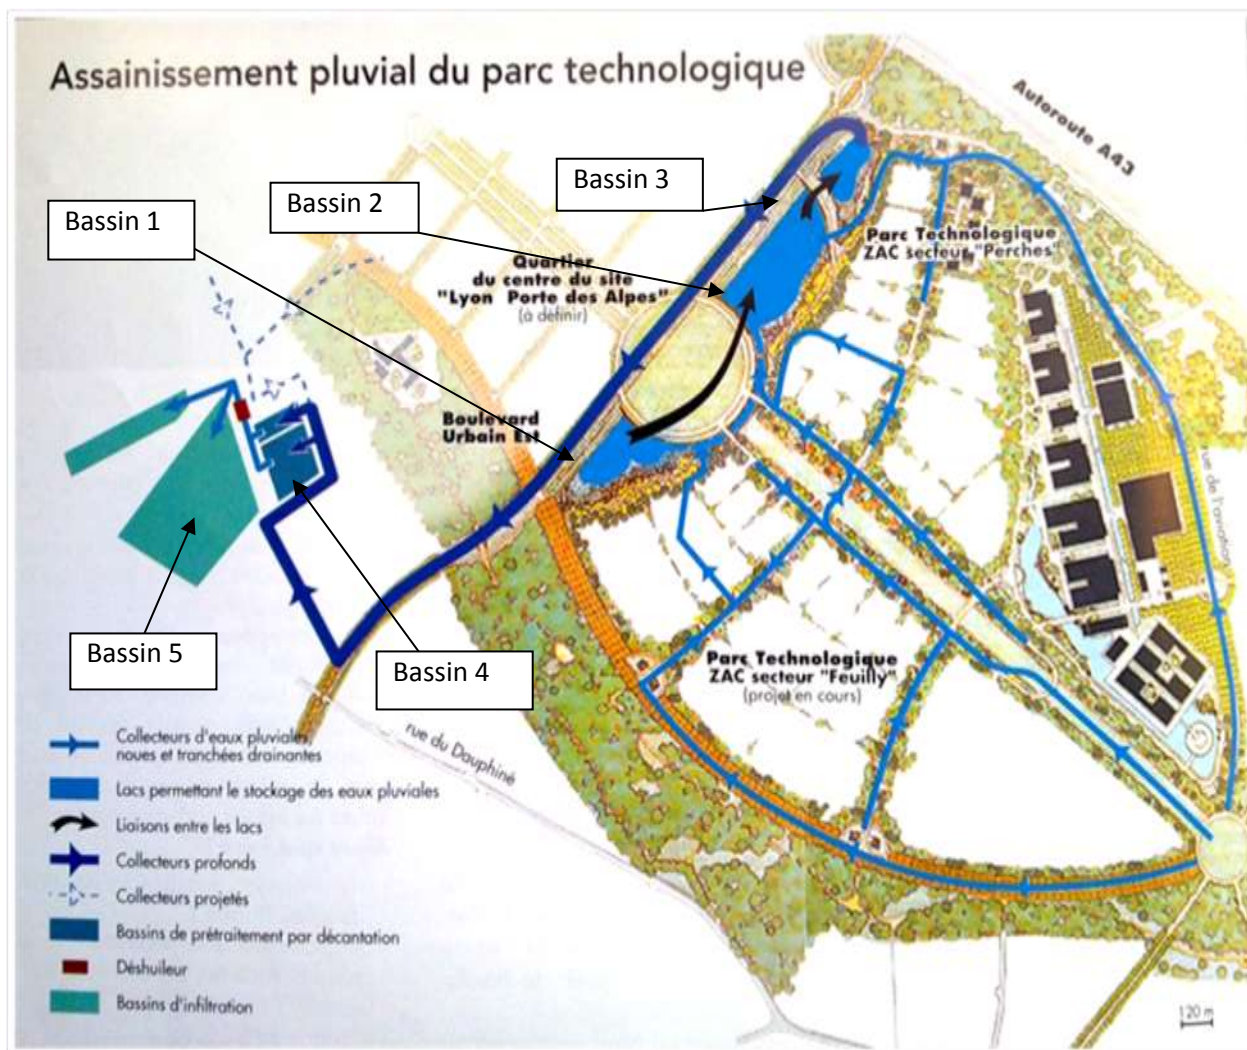 Assainissement pluvial du parc technologique
Autoroute A43
Bassin 3
Bassin 2
Bassin 1
Parc Technologique
ZAC secteur "Perches"
Quartier
du centre du site
"Lyon Porte des Alpes"
(à définir)
Boulevard
Urbain Est
rue de l'aviation
Bassin 5
Bassin 4
Parc Technologique
ZAC secteur "Feuilly"
(projet en cours)
rue du Dauphiné
Collecteurs d'eaux pluviales,
noues et tranchées drainantes
Lacs permettant le stockage des eaux pluviales
Liaisons entre les lacs
Collecteurs profonds
Collecteurs projetés
Bassins de prétraitement par décantation
Déshuileur
Bassins d'infiltration
120 m